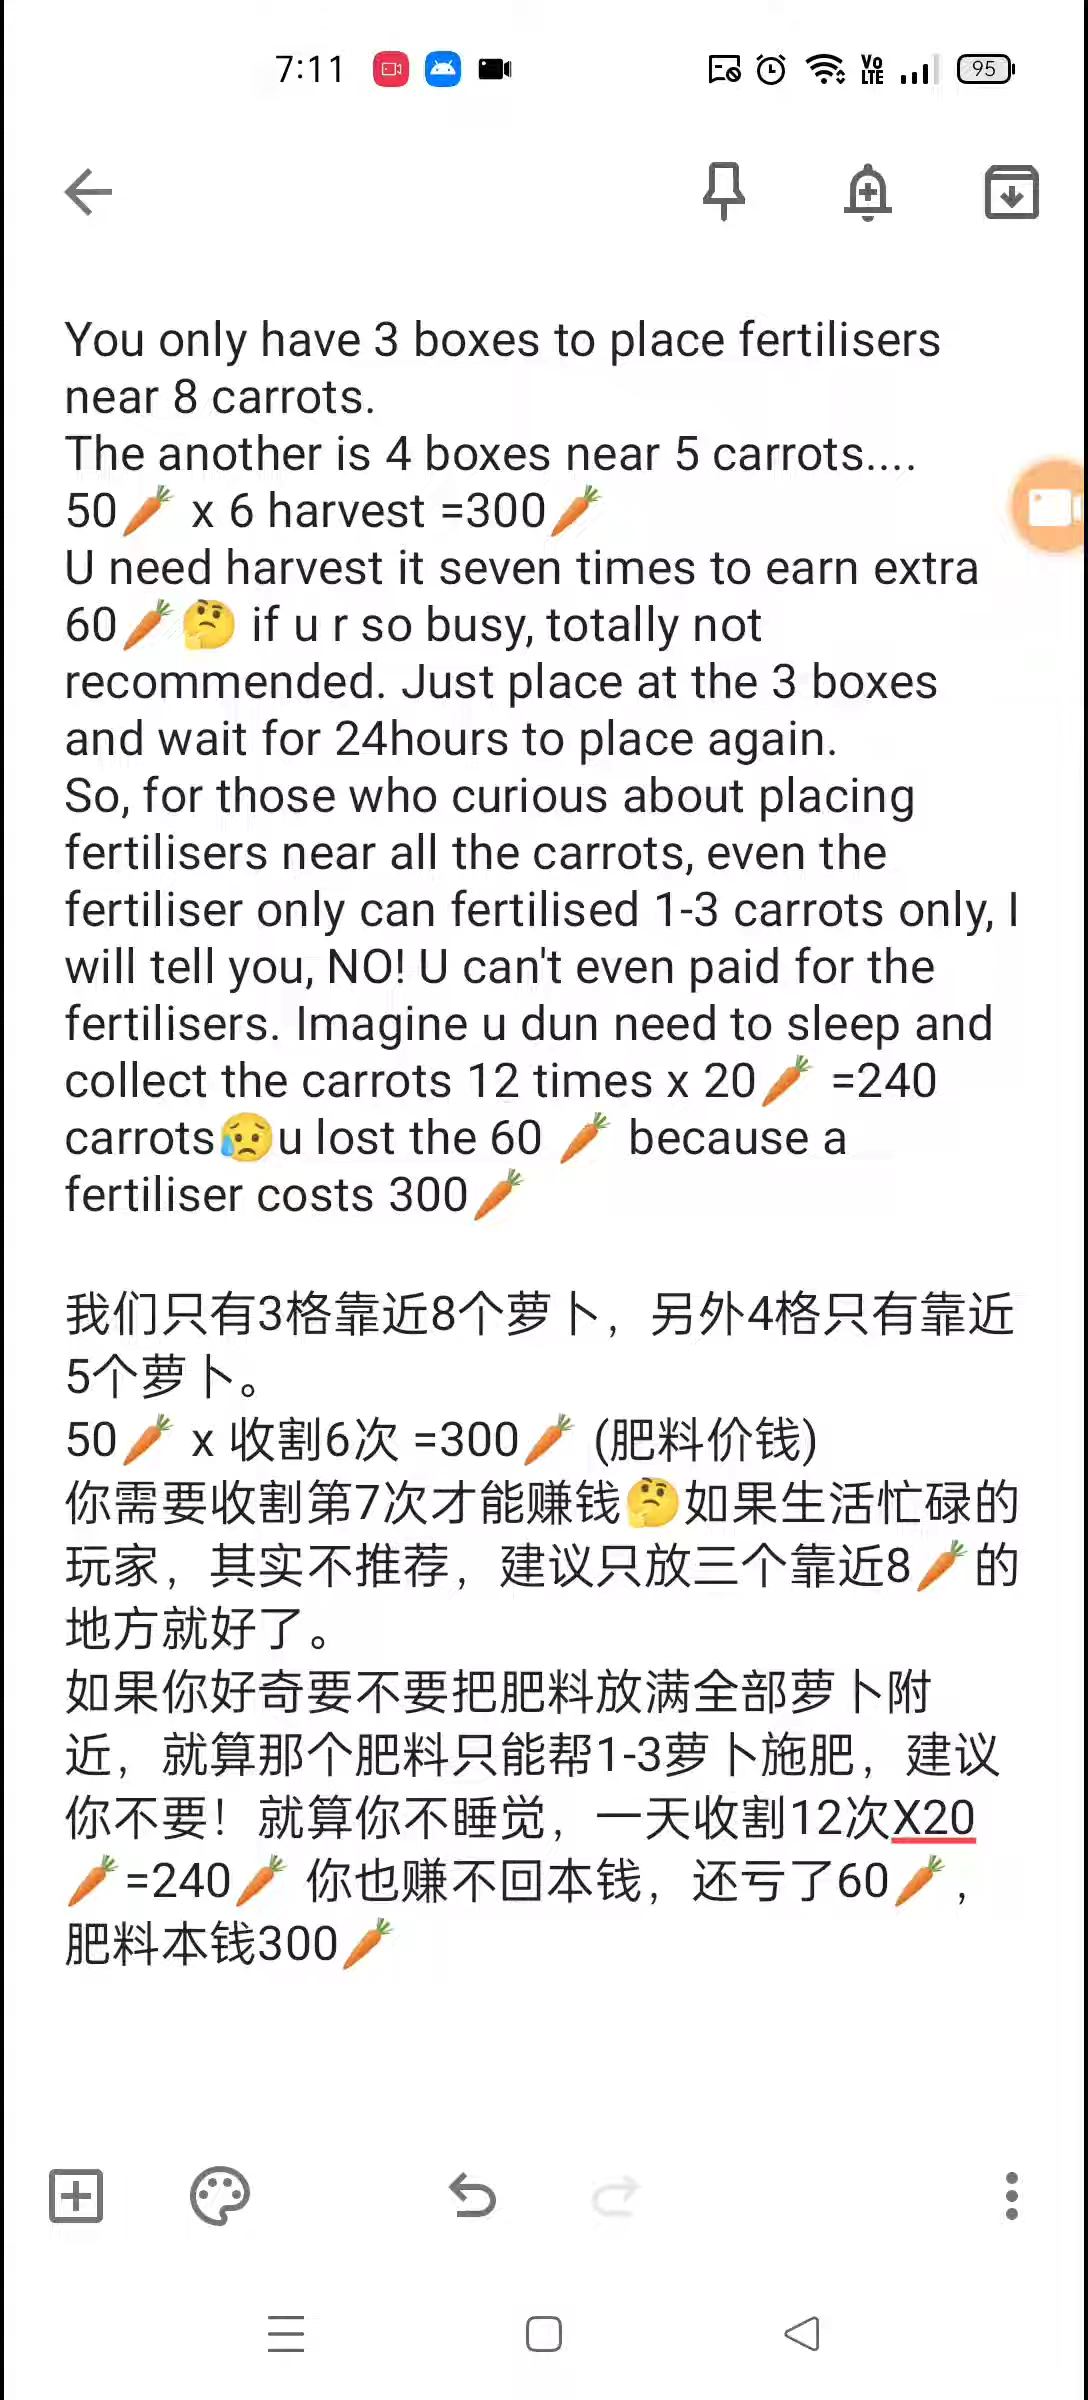 7:11
Vo
LTE
95
You only have 3 boxes to place fertilisers
near 8 carrots.
The another is 4 boxes near 5 carrots....
50🥕 x 6 harvest =300🥕
U need harvest it seven times to earn extra
60🥕🤔 if u r so busy, totally not
recommended. Just place at the 3 boxes
and wait for 24hours to place again.
So, for those who curious about placing
fertilisers near all the carrots, even the
fertiliser only can fertilised 1-3 carrots only, I
will tell you, NO! U can't even paid for the
fertilisers. Imagine u dun need to sleep and
collect the carrots 12 times x 20🥕 =240
carrots😥u lost the 60 🥕 because a
fertiliser costs 300🥕
我们只有3格靠近8个萝卜，另外4格只有靠近
5个萝卜。
50🥕 x 收割6次 =300🥕 (肥料价钱)
你需要收割第7次才能赚钱🤔如果生活忙碌的
玩家，其实不推荐，建议只放三个靠近8🥕的
地方就好了。
如果你好奇要不要把肥料放满全部萝卜附
近，就算那个肥料只能帮1-3萝卜施肥，建议
你不要！就算你不睡觉，一天收割12次X20
🥕=240🥕 你也赚不回本钱，还亏了60🥕，
肥料本钱300🥕